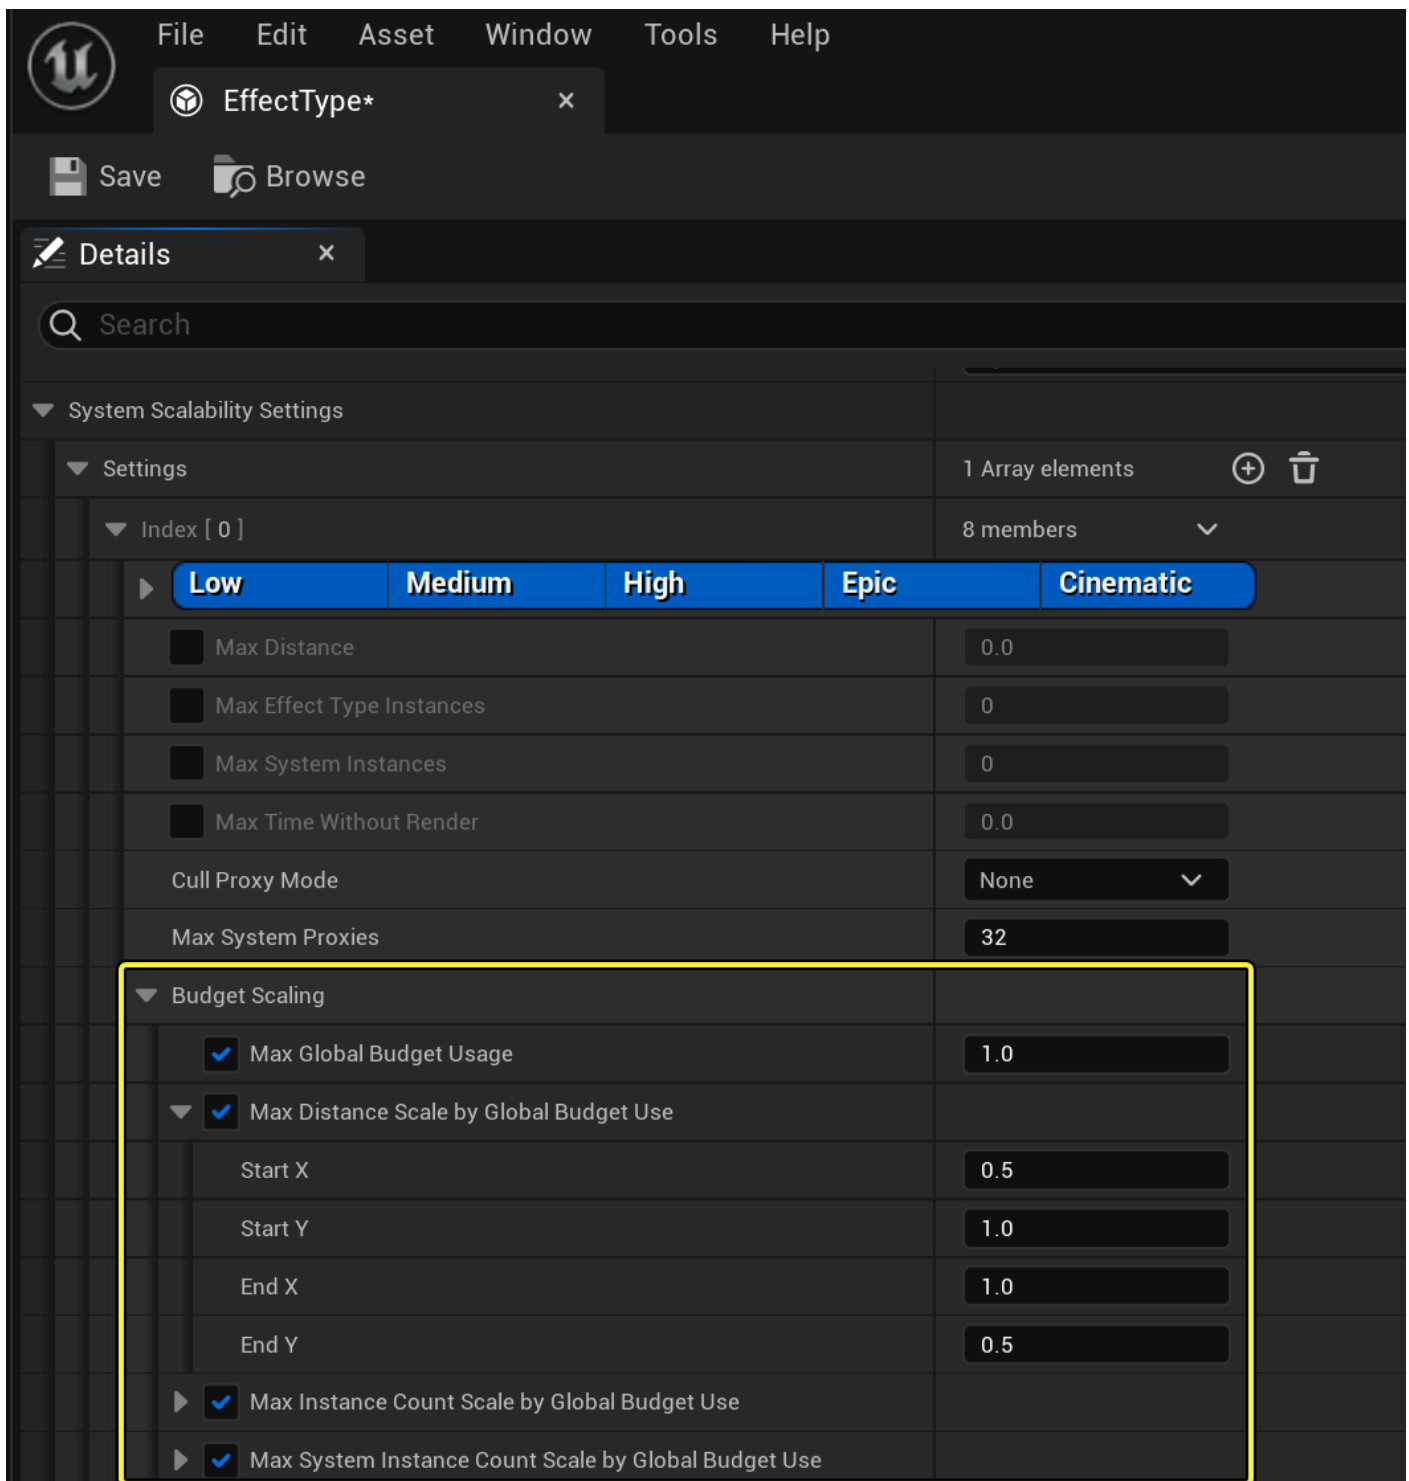 File Edit Asset Window Tools Help
EffectType*
Save Browse
Details
Search
System Scalability Settings
Settings 1 Array elements
Index [ 0 ] 8 members
Low Medium High Epic Cinematic
Max Distance 0.0
Max Effect Type Instances 0
Max System Instances 0
Max Time Without Render 0.0
Cull Proxy Mode None
Max System Proxies 32
Budget Scaling
Max Global Budget Usage 1.0
Max Distance Scale by Global Budget Use
Start X 0.5
Start Y 1.0
End X 1.0
End Y 0.5
Max Instance Count Scale by Global Budget Use
Max System Instance Count Scale by Global Budget Use